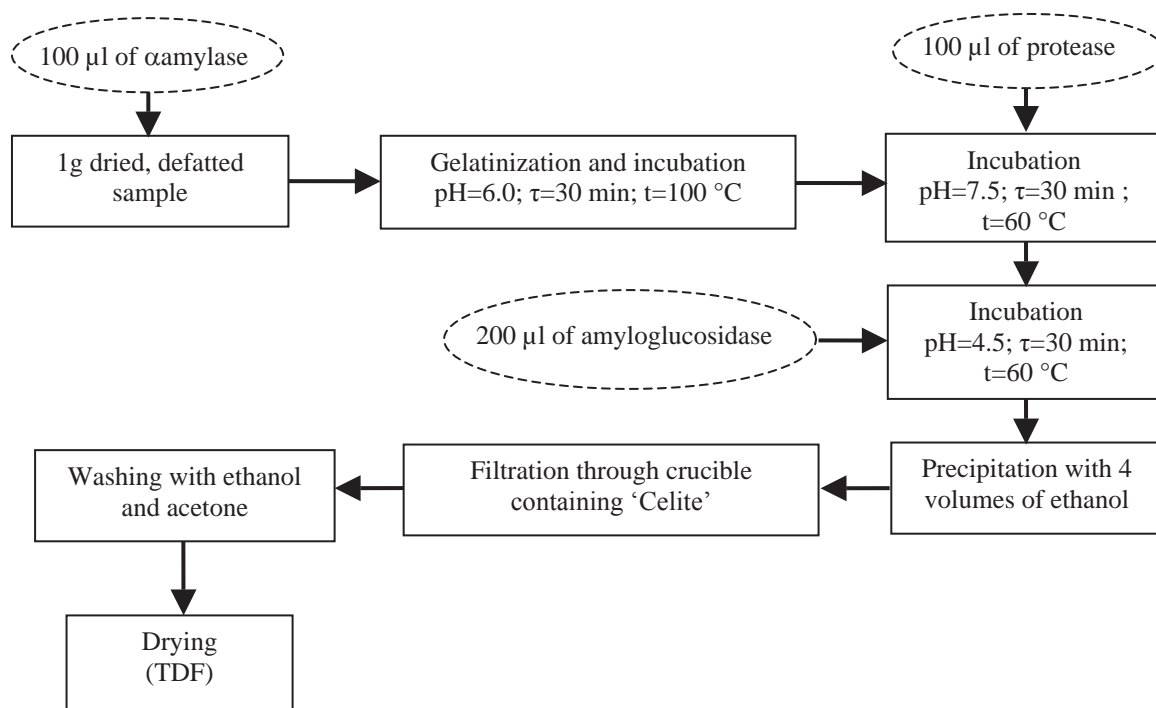 100 µl of αamylase
100 µl of protease
1g dried, defatted
sample
Gelatinization and incubation
pH=6.0; τ=30 min; t=100 °C
Incubation
pH=7.5; τ=30 min ;
t=60 °C
200 µl of amyloglucosidase
Incubation
pH=4.5; τ=30 min;
t=60 °C
Washing with ethanol
and acetone
Filtration through crucible
containing ‘Celite’
Precipitation with 4
volumes of ethanol
Drying
(TDF)